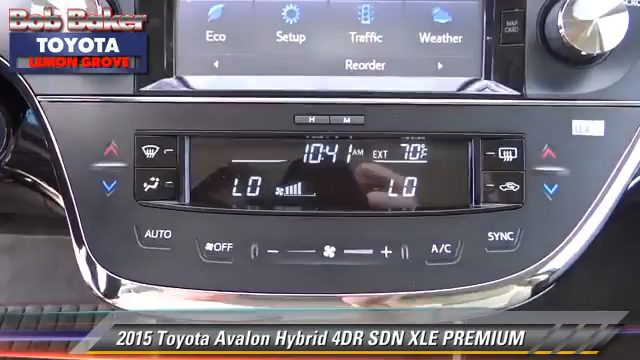 Bob Baker
TOYOTA
LEMON GROVE
Eco
Setup
Traffic
Weather
Reorder
MAP-CARD
H M
10:41 AM EXT 70°F
LO LO
AUTO
OFF
A/C
SYNC
2015 Toyota Avalon Hybrid 4DR SDN XLE PREMIUM